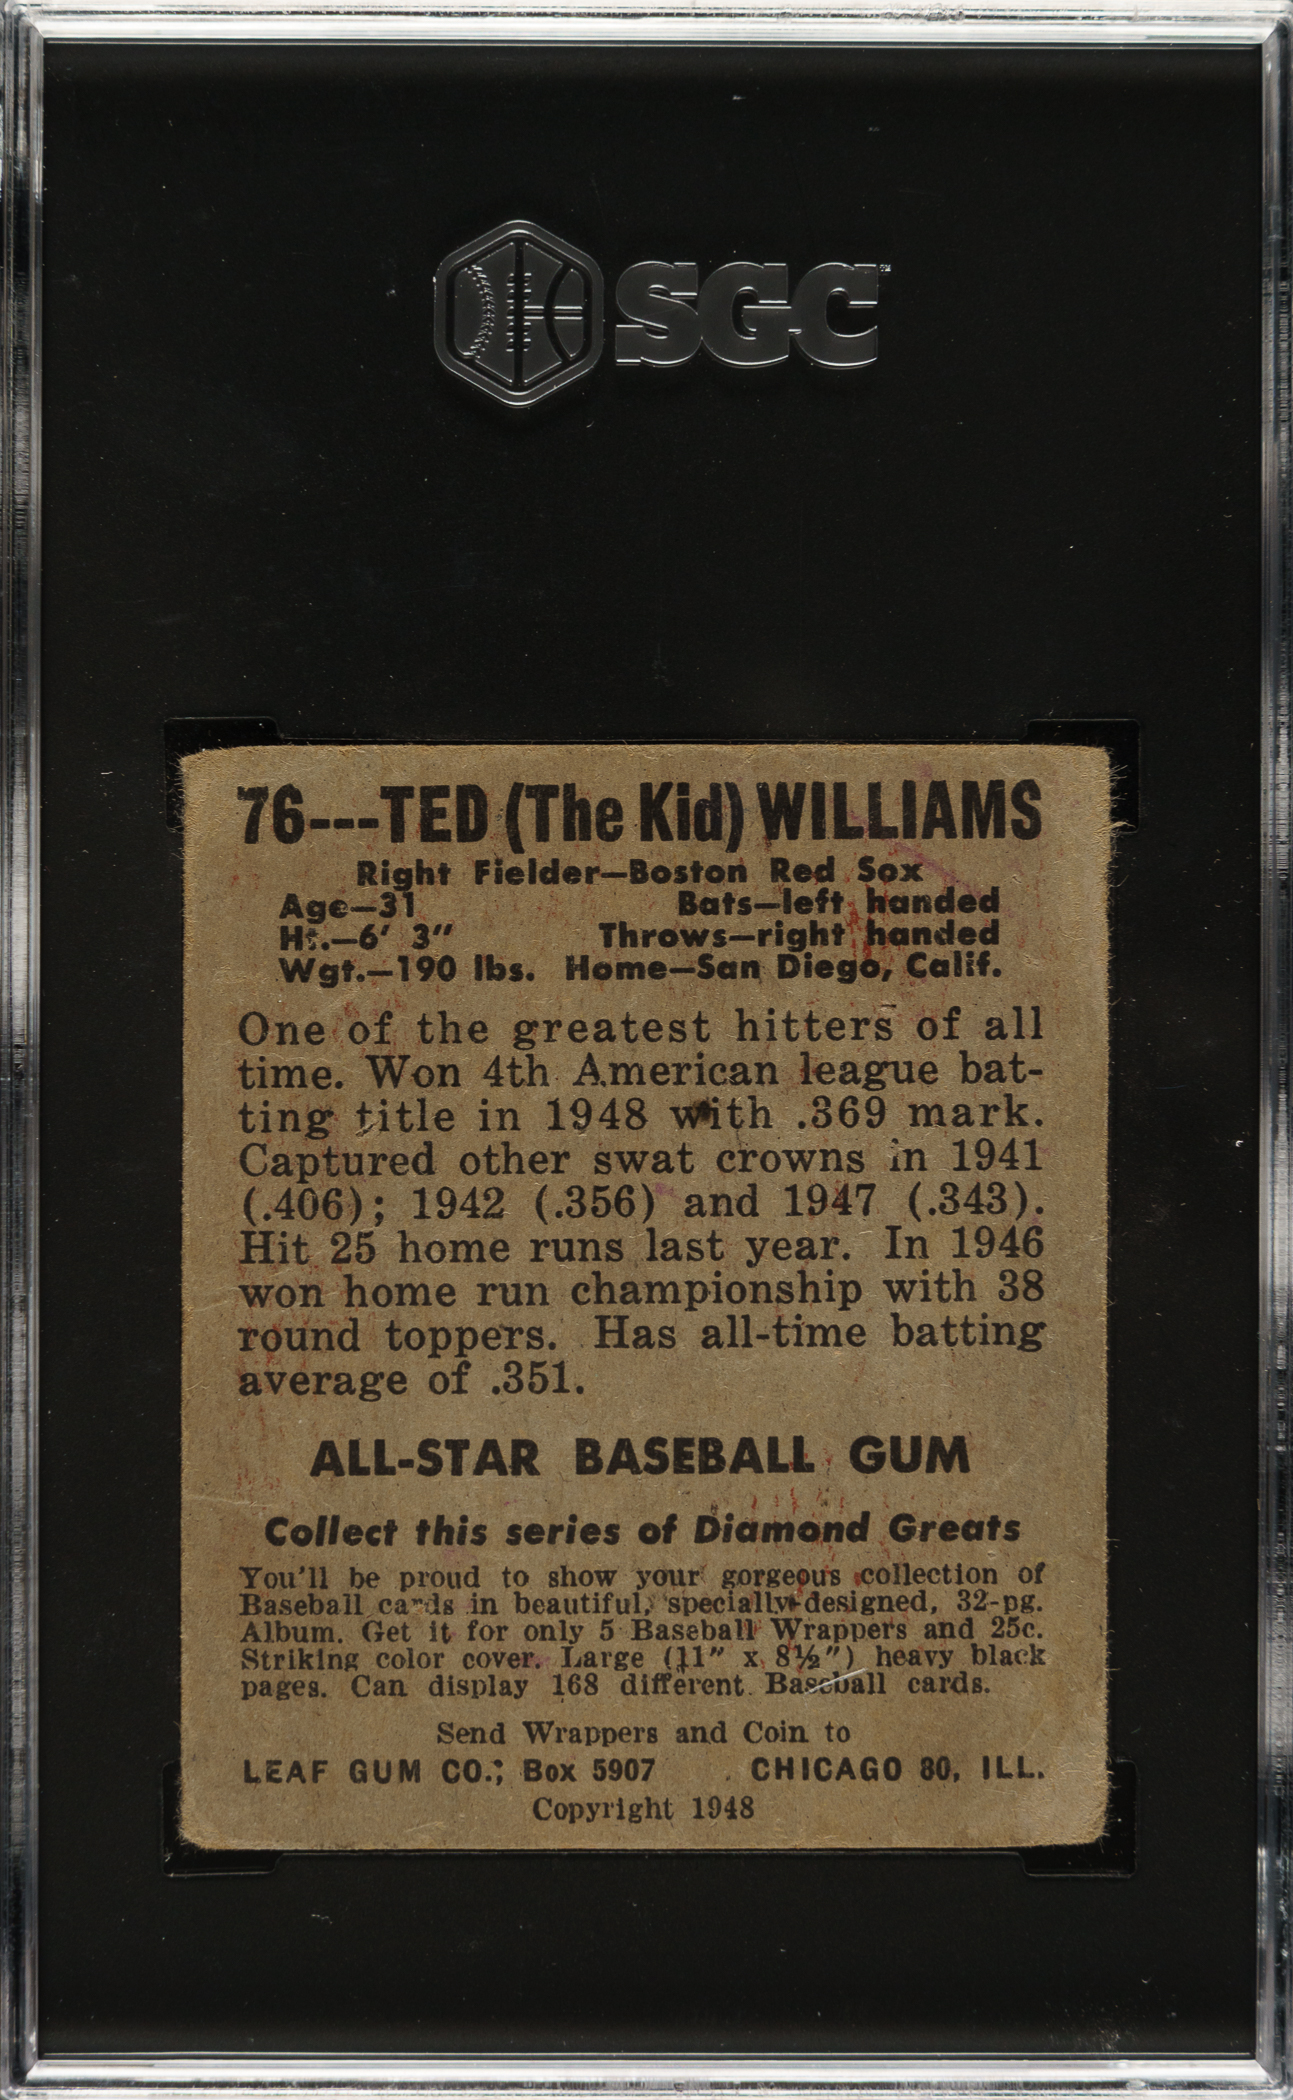 SGC
76---TED (The Kid) WILLIAMS
Right Fielder—Boston Red Sox
Age—31 Bats—left handed
Ht.—6' 3" Throws—right handed
Wgt.—190 lbs. Home—San Diego, Calif.
One of the greatest hitters of all
time. Won 4th American league bat-
ting title in 1948 with .369 mark.
Captured other swat crowns in 1941
(.406); 1942 (.356) and 1947 (.343).
Hit 25 home runs last year. In 1946
won home run championship with 38
round toppers. Has all-time batting
average of .351.
ALL-STAR BASEBALL GUM
Collect this series of Diamond Greats
You'll be proud to show your gorgeous collection of
Baseball cards in beautiful, specially-designed, 32-pg.
Album. Get it for only 5 Baseball Wrappers and 25c.
Striking color cover. Large (11" x 8½") heavy black
pages. Can display 168 different Baseball cards.
Send Wrappers and Coin to
LEAF GUM CO., Box 5907 CHICAGO 80, ILL.
Copyright 1948